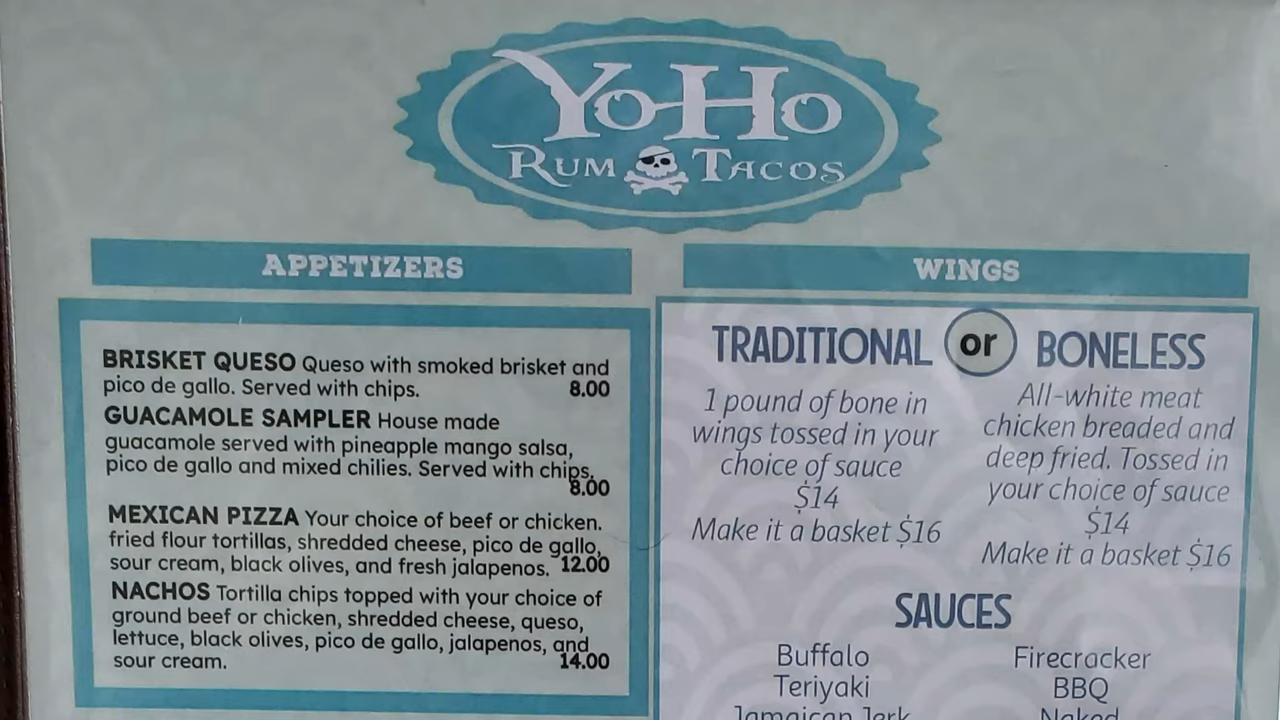 YoHo
Rum Tacos
APPETIZERS
BRISKET QUESO Queso with smoked brisket and
pico de gallo. Served with chips. 8.00
GUACAMOLE SAMPLER House made
guacamole served with pineapple mango salsa,
pico de gallo and mixed chilies. Served with chips.
8.00
MEXICAN PIZZA Your choice of beef or chicken.
fried flour tortillas, shredded cheese, pico de gallo,
sour cream, black olives, and fresh jalapenos. 12.00
NACHOS Tortilla chips topped with your choice of
ground beef or chicken, shredded cheese, queso,
lettuce, black olives, pico de gallo, jalapenos, and
sour cream. 14.00
WINGS
TRADITIONAL or BONELESS
1 pound of bone in
wings tossed in your
choice of sauce
$14
Make it a basket $16
All-white meat
chicken breaded and
deep fried. Tossed in
your choice of sauce
$14
Make it a basket $16
SAUCES
Buffalo
Teriyaki
Jamaican Jerk
Firecracker
BBQ
Naked